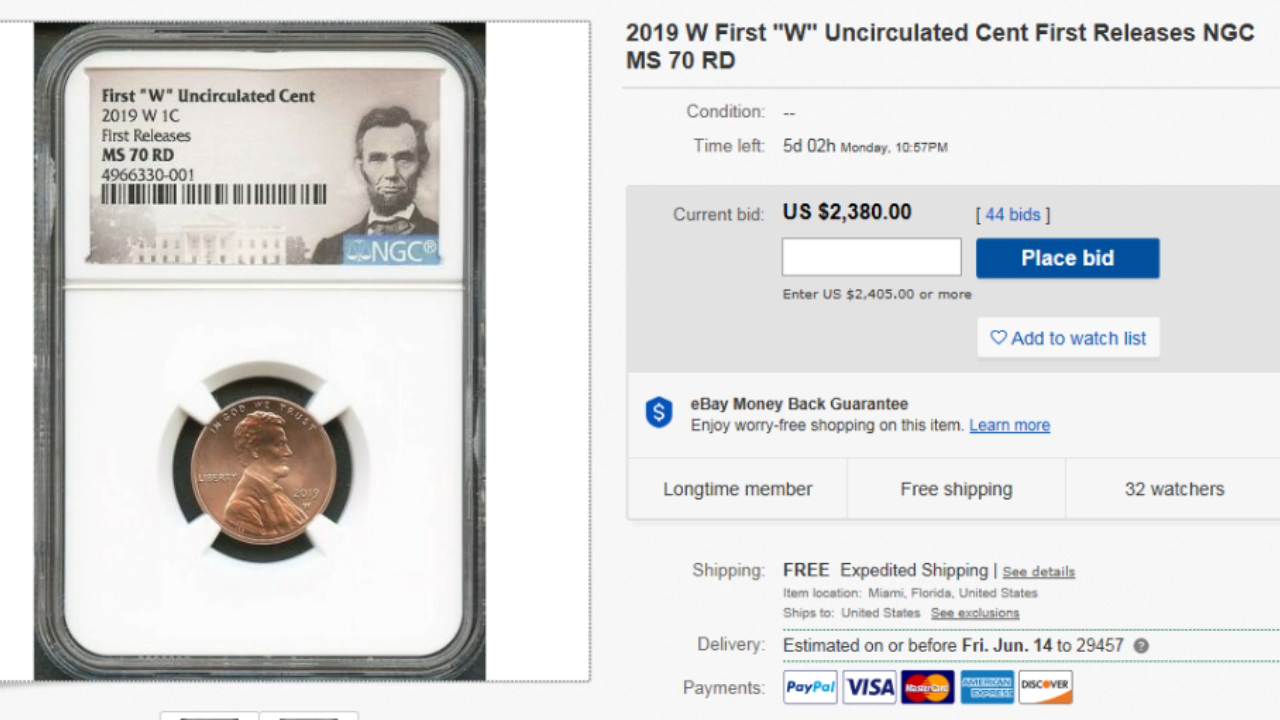 First "W" Uncirculated Cent
2019 W 1C
First Releases
MS 70 RD
4966330-001
NGC®
IN GOD WE TRUST
LIBERTY
2019
2019 W First "W" Uncirculated Cent First Releases NGC
MS 70 RD
Condition: --
Time left: 5d 02h Monday, 10:57PM
Current bid: US $2,380.00 [ 44 bids ]
Place bid
Enter US $2,405.00 or more
Add to watch list
$
eBay Money Back Guarantee
Enjoy worry-free shopping on this item. Learn more
Longtime member Free shipping 32 watchers
Shipping: FREE Expedited Shipping | See details
Item location: Miami, Florida, United States
Ships to: United States See exclusions
Delivery: Estimated on or before Fri. Jun. 14 to 29457 ?
Payments: PayPal VISA MasterCard AMERICAN EXPRESS DISCOVER